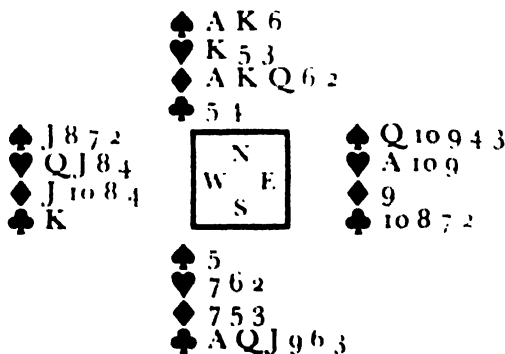 ♠ A K 6
♥ K 5 3
♦ A K Q 6 2
♣ 5 4
♠ J 8 7 2
♥ Q J 8 4
♦ J 10 8 4
♣ K
N
W E
S
♠ Q 10 9 4 3
♥ A 10 9
♦ 9
♣ 10 8 7 2
♠ 5
♥ 7 6 2
♦ 7 5 3
♣ A Q J 9 6 3